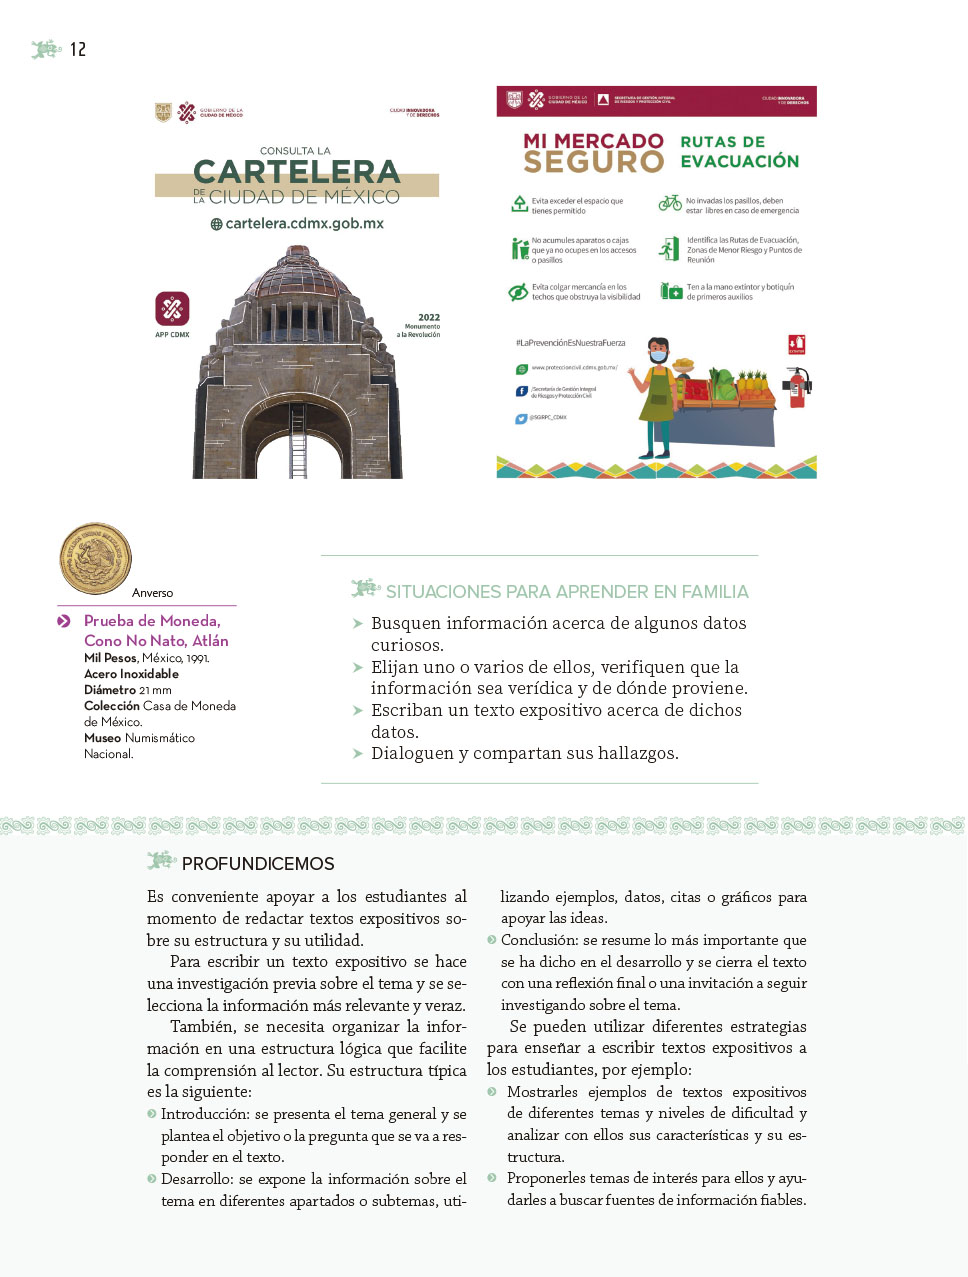 12
GOBIERNO DE LA
CIUDAD DE MÉXICO
CIUDAD INNOVADORA
Y DE DERECHOS
CONSULTA LA
CARTELERA
DE LA CIUDAD DE MÉXICO
cartelera.cdmx.gob.mx
APP CDMX
2022
Monumento
a la Revolución
GOBIERNO DE LA
CIUDAD DE MÉXICO
SECRETARÍA DE GESTIÓN INTEGRAL
DE RIESGOS Y PROTECCIÓN CIVIL
CIUDAD INNOVADORA
Y DE DERECHOS
MI MERCADO
SEGURO
RUTAS DE
EVACUACIÓN
Evita exceder el espacio que
tienes permitido
No acumules aparatos o cajas
que ya no ocupes en los accesos
o pasillos
Evita colgar mercancía en los
techos que obstruya la visibilidad
No invadas los pasillos, deben
estar libres en caso de emergencia
Identifica las Rutas de Evacuación,
Zonas de Menor Riesgo y Puntos de
Reunión
Ten a la mano extintor y botiquín
de primeros auxilios
#LaPrevenciónEsNuestraFuerza
www.proteccioncivil.cdmx.gob.mx/
/Secretaría de Gestión Integral
de Riesgos y Protección Civil
@SGIRPC_CDMX
EXTINTOR
ESTADOS UNIDOS MEXICANOS
Anverso
Prueba de Moneda,
Cono No Nato, Atlán
Mil Pesos, México, 1991.
Acero Inoxidable
Diámetro 21 mm
Colección Casa de Moneda
de México.
Museo Numismático
Nacional.
SITUACIONES PARA APRENDER EN FAMILIA
Busquen información acerca de algunos datos
curiosos.
Elijan uno o varios de ellos, verifiquen que la
información sea verídica y de dónde proviene.
Escriban un texto expositivo acerca de dichos
datos.
Dialoguen y compartan sus hallazgos.
PROFUNDICEMOS
Es conveniente apoyar a los estudiantes al
momento de redactar textos expositivos so-
bre su estructura y su utilidad.
Para escribir un texto expositivo se hace
una investigación previa sobre el tema y se se-
lecciona la información más relevante y veraz.
También, se necesita organizar la infor-
mación en una estructura lógica que facilite
la comprensión al lector. Su estructura típica
es la siguiente:
Introducción: se presenta el tema general y se
plantea el objetivo o la pregunta que se va a res-
ponder en el texto.
Desarrollo: se expone la información sobre el
tema en diferentes apartados o subtemas, uti-
lizando ejemplos, datos, citas o gráficos para
apoyar las ideas.
Conclusión: se resume lo más importante que
se ha dicho en el desarrollo y se cierra el texto
con una reflexión final o una invitación a seguir
investigando sobre el tema.
Se pueden utilizar diferentes estrategias
para enseñar a escribir textos expositivos a
los estudiantes, por ejemplo:
Mostrarles ejemplos de textos expositivos
de diferentes temas y niveles de dificultad y
analizar con ellos sus características y su es-
tructura.
Proponerles temas de interés para ellos y ayu-
darles a buscar fuentes de información fiables.